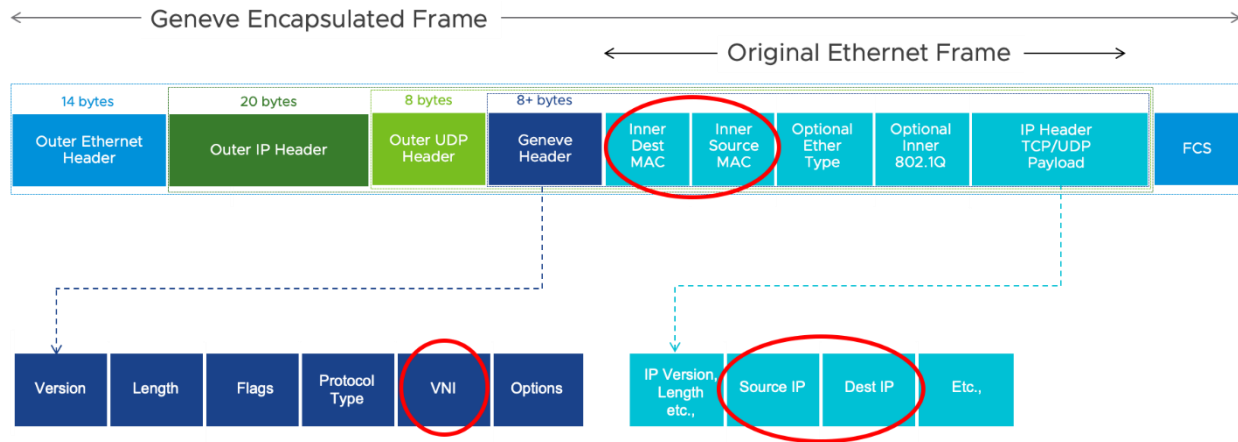 Geneve Encapsulated Frame
Original Ethernet Frame
14 bytes
20 bytes
8 bytes
8+ bytes
Outer Ethernet
Header
Outer IP Header
Outer UDP
Header
Geneve
Header
Inner
Dest
MAC
Inner
Source
MAC
Optional
Ether
Type
Optional
Inner
802.1Q
IP Header
TCP/UDP
Payload
FCS
Version
Length
Flags
Protocol
Type
VNI
Options
IP Version,
Length
etc.,
Source IP
Dest IP
Etc.,